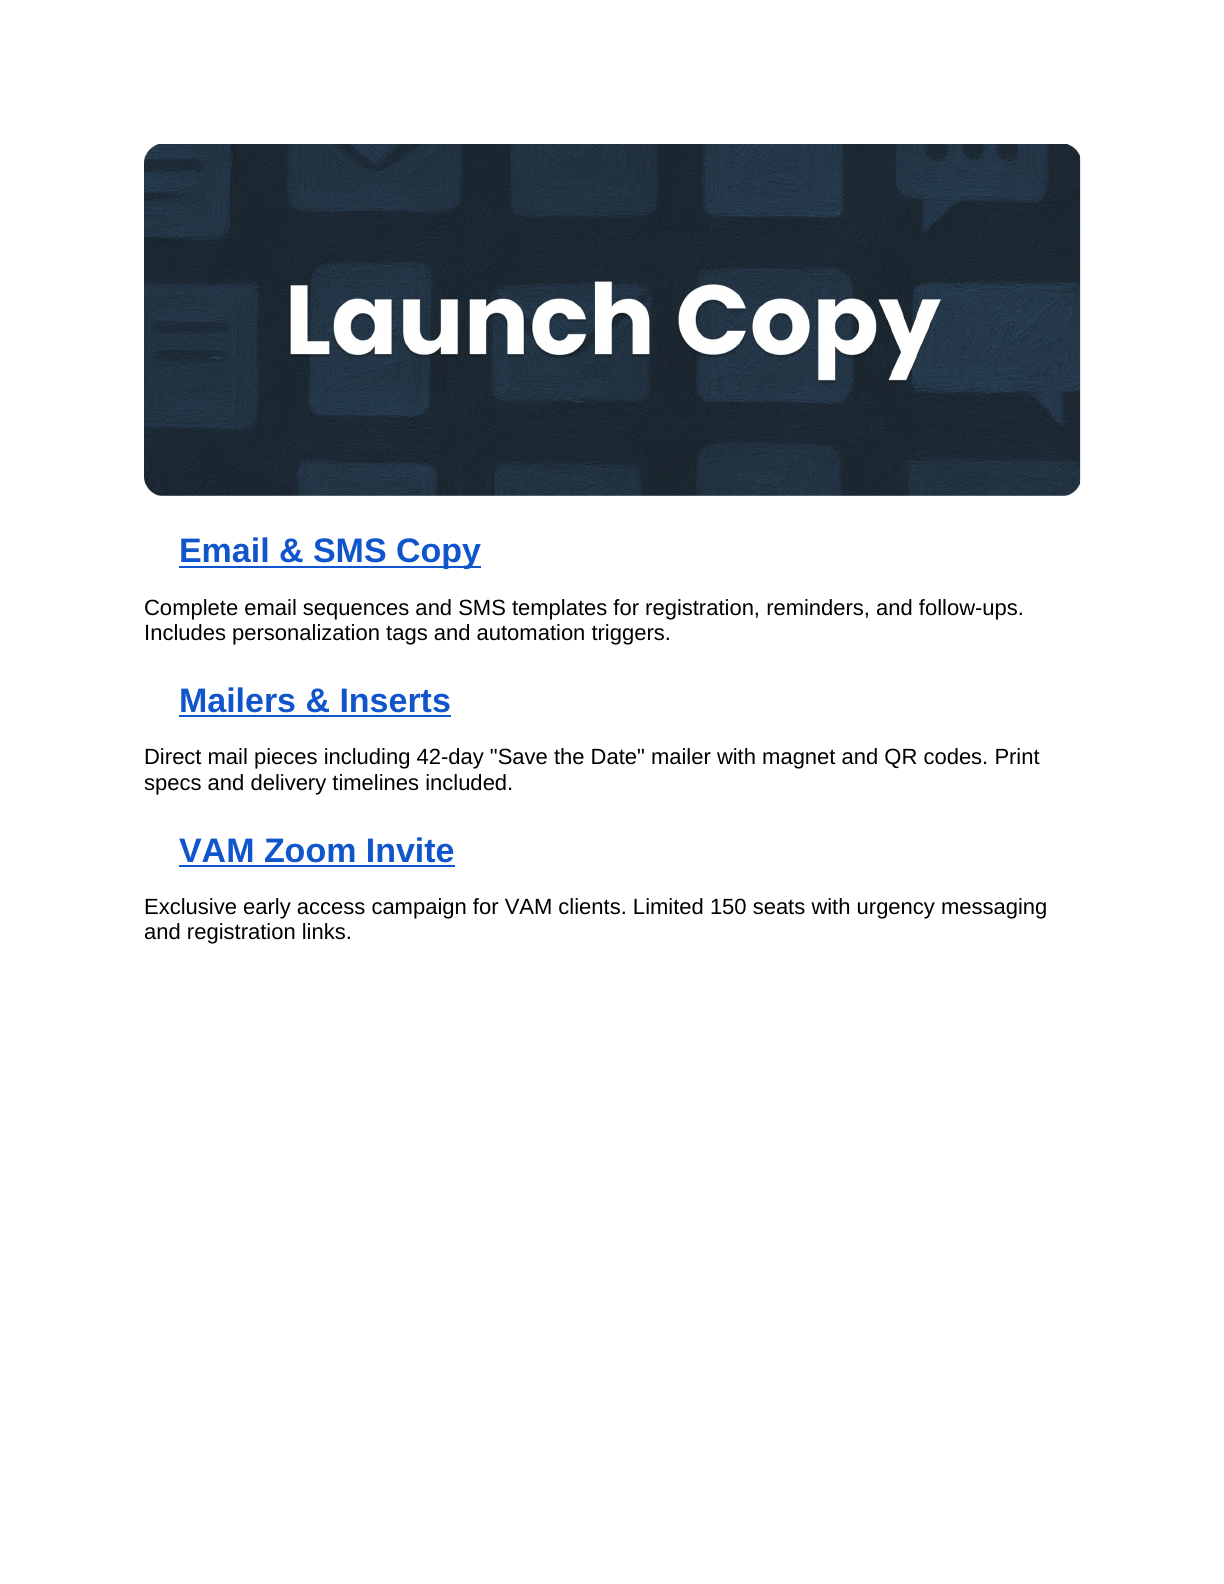 Launch Copy
Email & SMS Copy
Complete email sequences and SMS templates for registration, reminders, and follow-ups.
Includes personalization tags and automation triggers.
Mailers & Inserts
Direct mail pieces including 42-day "Save the Date" mailer with magnet and QR codes. Print
specs and delivery timelines included.
VAM Zoom Invite
Exclusive early access campaign for VAM clients. Limited 150 seats with urgency messaging
and registration links.